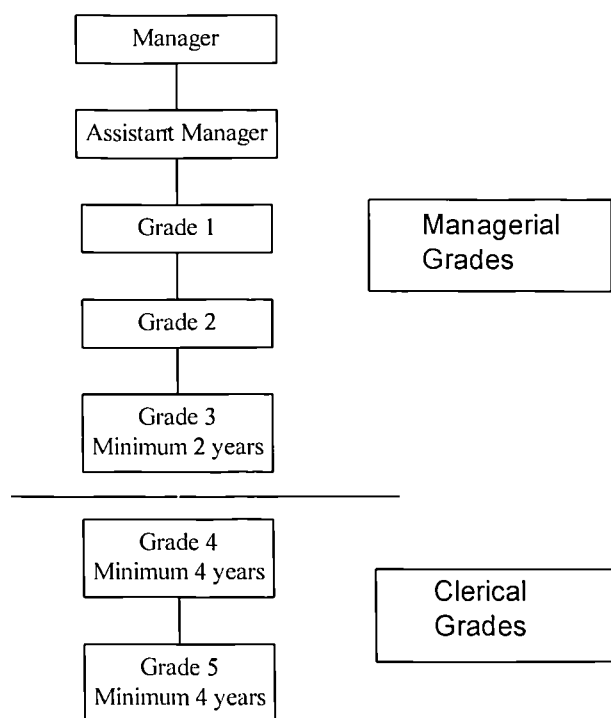 Manager
Assistant Manager
Grade 1
Managerial
Grades
Grade 2
Grade 3
Minimum 2 years
Grade 4
Minimum 4 years
Clerical
Grades
Grade 5
Minimum 4 years